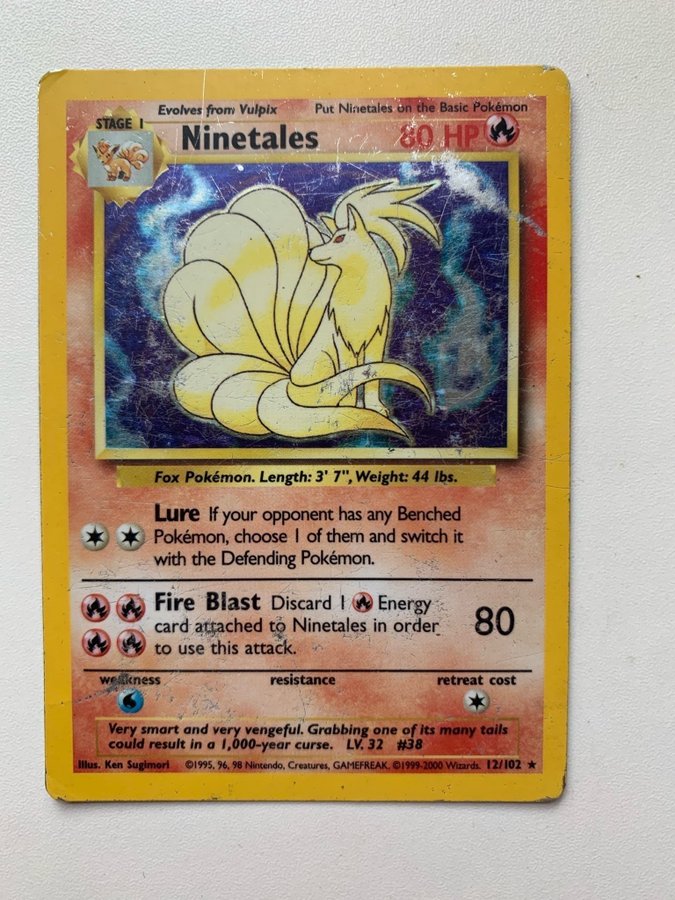 Evolves from Vulpix Put Ninetales on the Basic Pokémon
STAGE 1
Ninetales 80 HP
Fox Pokémon. Length: 3' 7", Weight: 44 lbs.
Lure If your opponent has any Benched
Pokémon, choose 1 of them and switch it
with the Defending Pokémon.
Fire Blast Discard 1 Energy
card attached to Ninetales in order
to use this attack.
80
weakness resistance retreat cost
Very smart and very vengeful. Grabbing one of its many tails
could result in a 1,000-year curse. LV. 32 #38
Illus. Ken Sugimori ©1995, 96, 98 Nintendo, Creatures, GAMEFREAK. ©1999-2000 Wizards. 12/102 ★